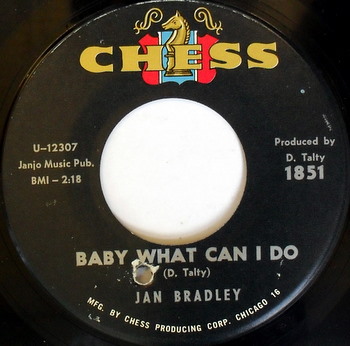 CHESS
U-12307
Janjo Music Pub.
BMI - 2:18
Produced by
D. Talty
1851
BABY WHAT CAN I DO
(D. Talty)
JAN BRADLEY
MFG. BY CHESS PRODUCING CORP. CHICAGO 16